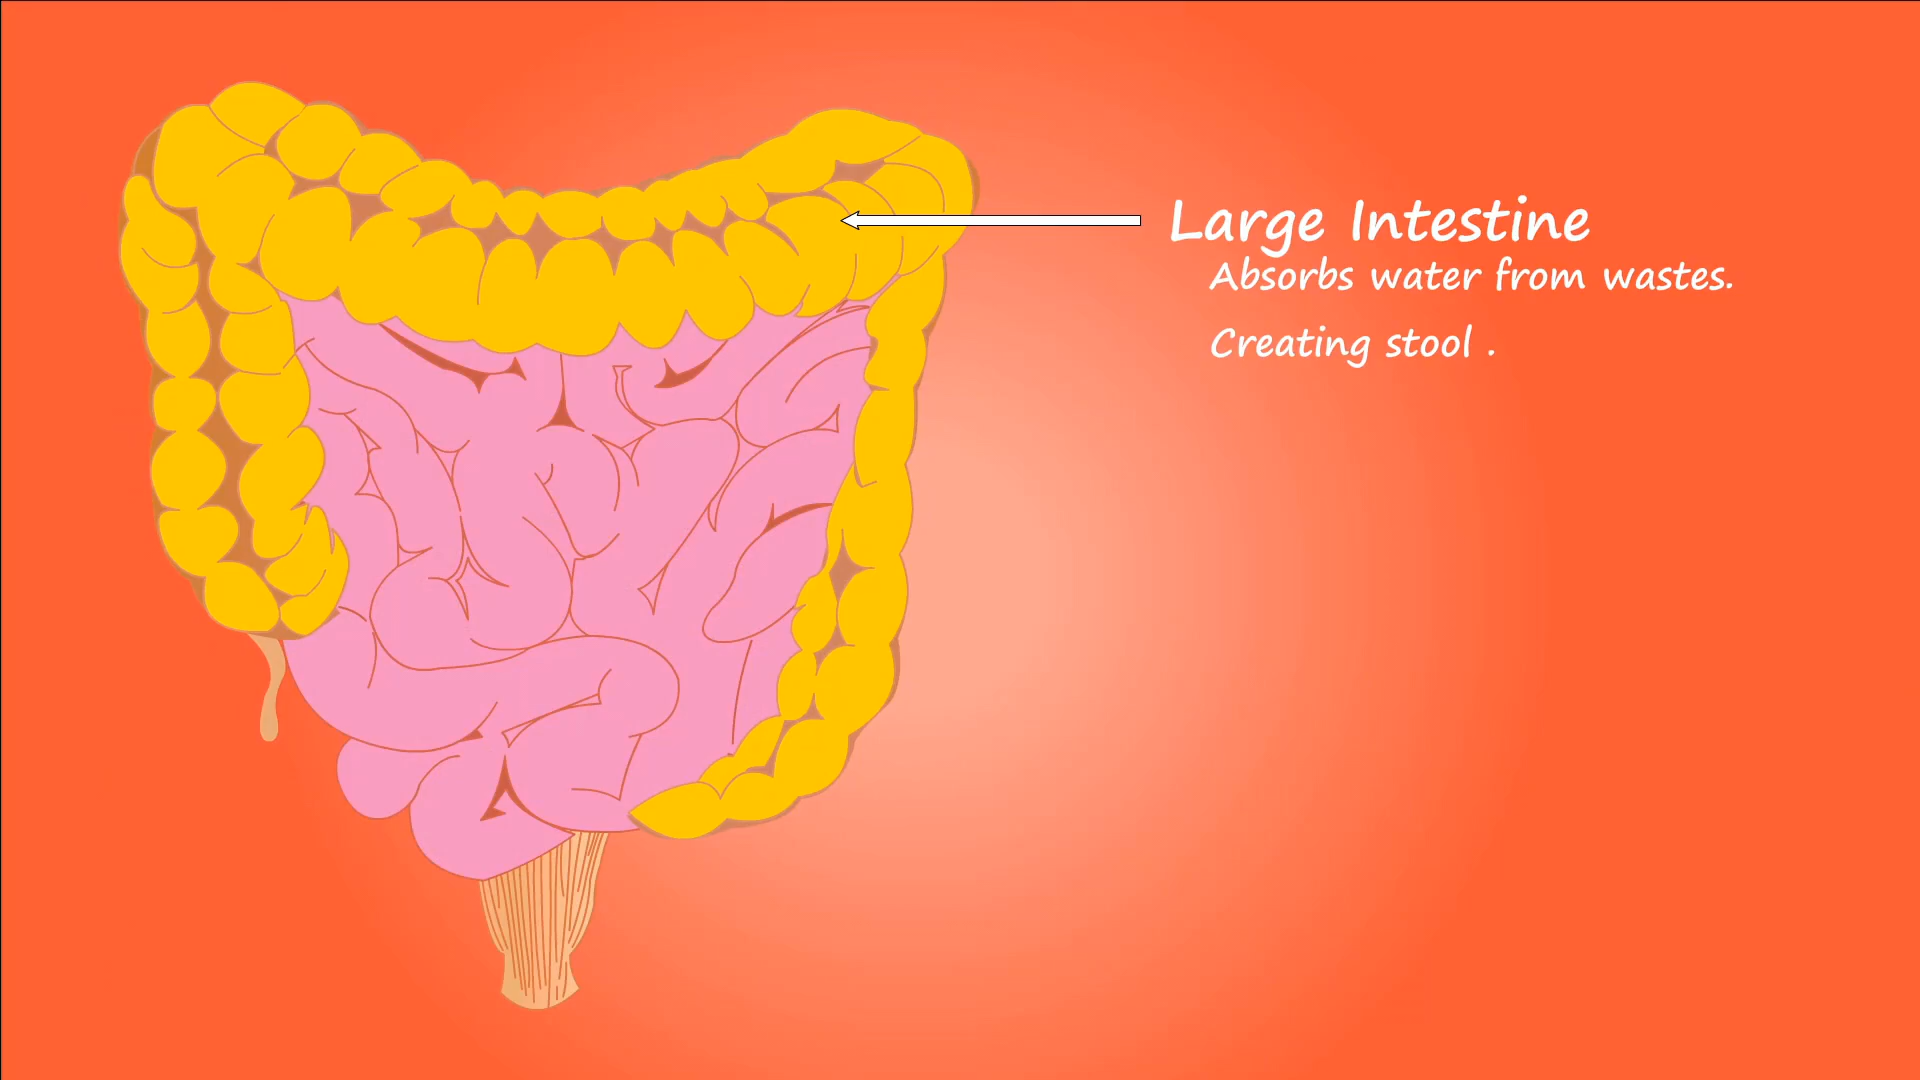 Large Intestine
Absorbs water from wastes.
Creating stool .